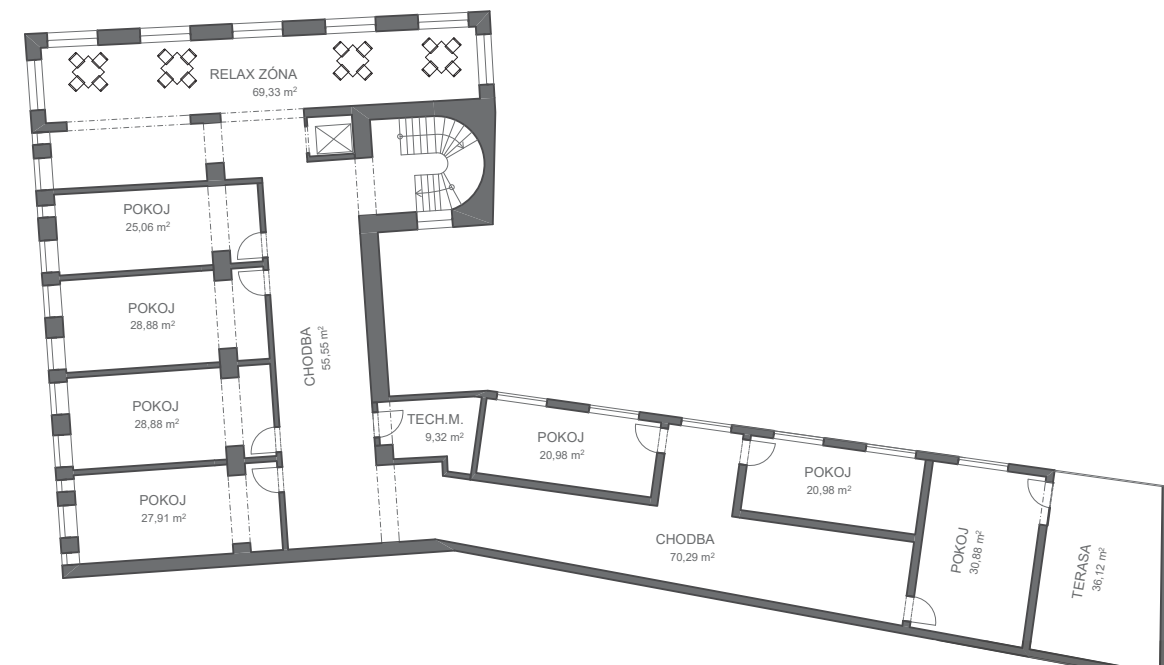 RELAX ZÓNA
69,33 m²
POKOJ
25,06 m²
POKOJ
28,88 m²
CHODBA
55,55 m²
POKOJ
28,88 m²
TECH.M.
9,32 m²
POKOJ
20,98 m²
POKOJ
20,98 m²
POKOJ
27,91 m²
CHODBA
70,29 m²
POKOJ
30,88 m²
TERASA
36,12 m²